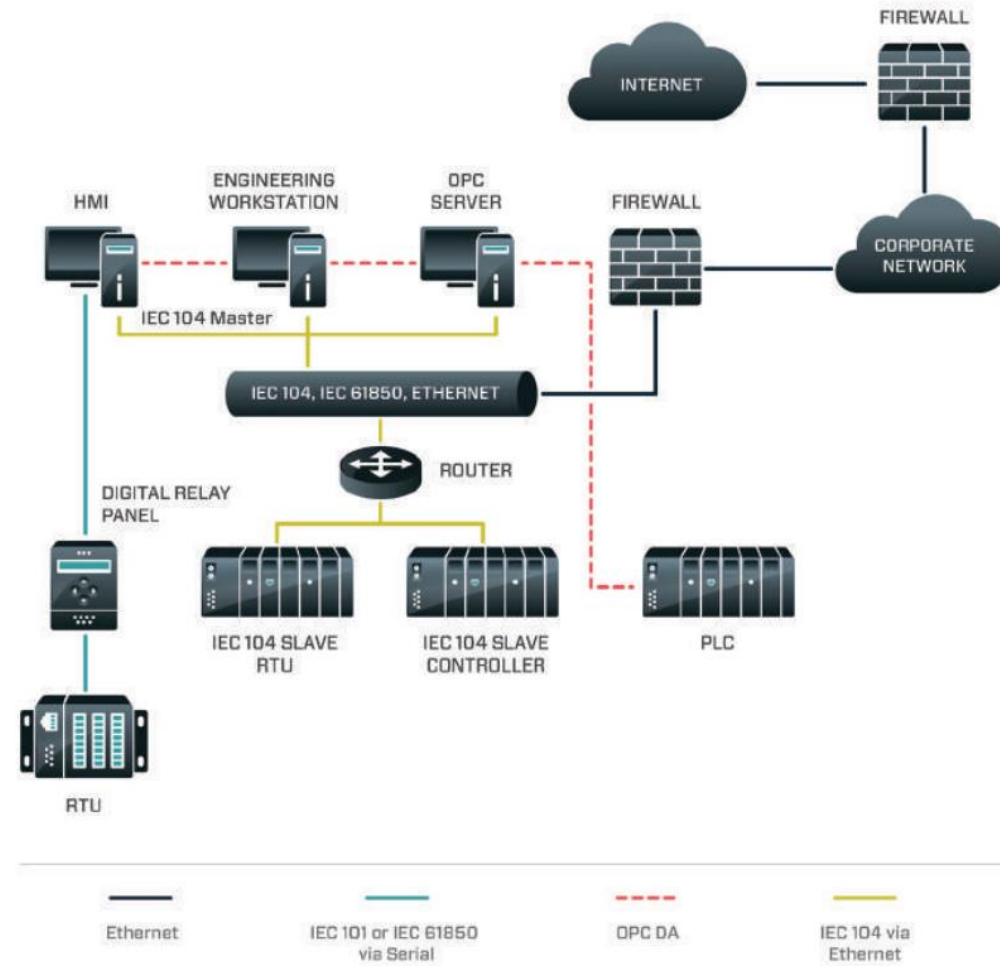 FIREWALL
INTERNET
HMI
ENGINEERING
WORKSTATION
OPC
SERVER
FIREWALL
CORPORATE
NETWORK
IEC 104 Master
IEC 104, IEC 61850, ETHERNET
ROUTER
DIGITAL RELAY
PANEL
IEC 104 SLAVE
RTU
IEC 104 SLAVE
CONTROLLER
PLC
RTU
Ethernet
IEC 101 or IEC 61850
via Serial
OPC DA
IEC 104 via
Ethernet